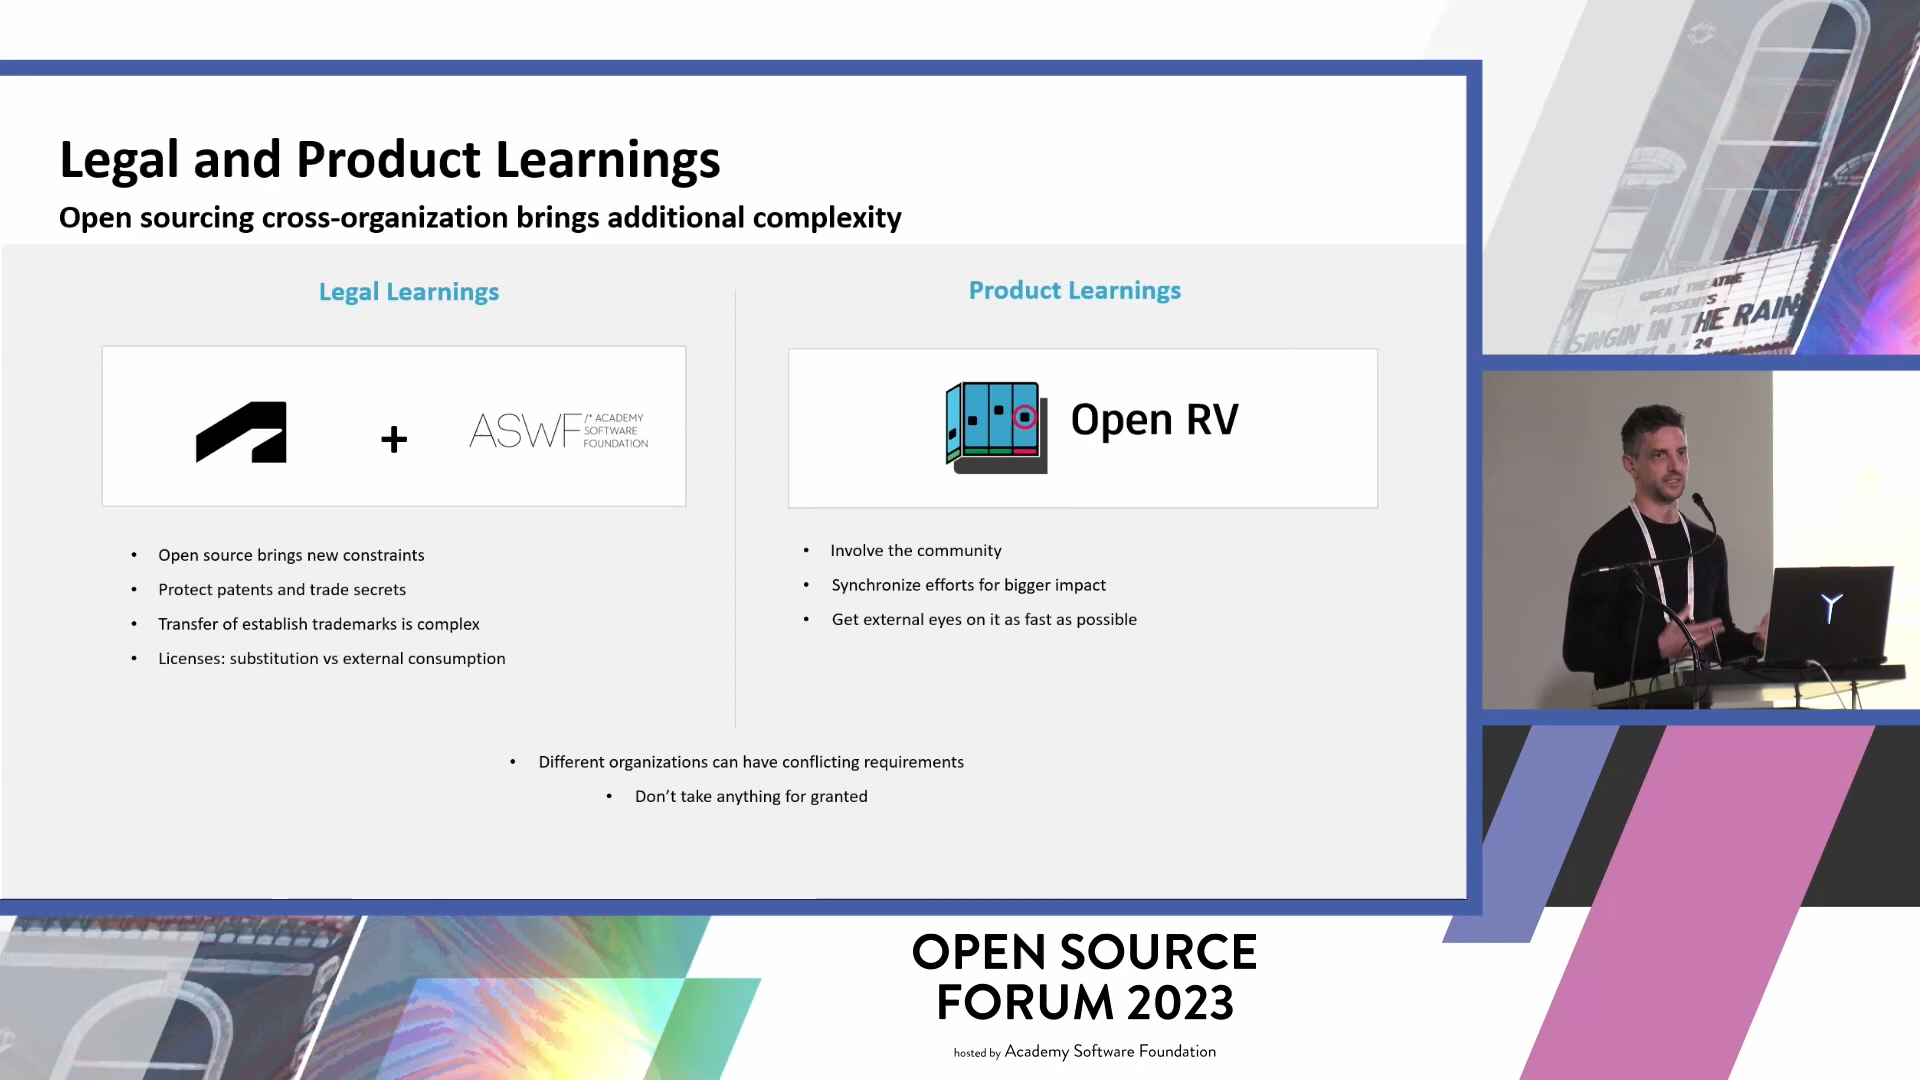 Legal and Product Learnings
Open sourcing cross-organization brings additional complexity
Legal Learnings
+
ASWF
/* ACADEMY
SOFTWARE
FOUNDATION
• Open source brings new constraints
• Protect patents and trade secrets
• Transfer of establish trademarks is complex
• Licenses: substitution vs external consumption
Product Learnings
Open RV
• Involve the community
• Synchronize efforts for bigger impact
• Get external eyes on it as fast as possible
• Different organizations can have conflicting requirements
• Don’t take anything for granted
GREAT THEATRE
PRESENTS
SINGIN' IN THE RAIN
OPEN SOURCE
FORUM 2023
hosted by Academy Software Foundation